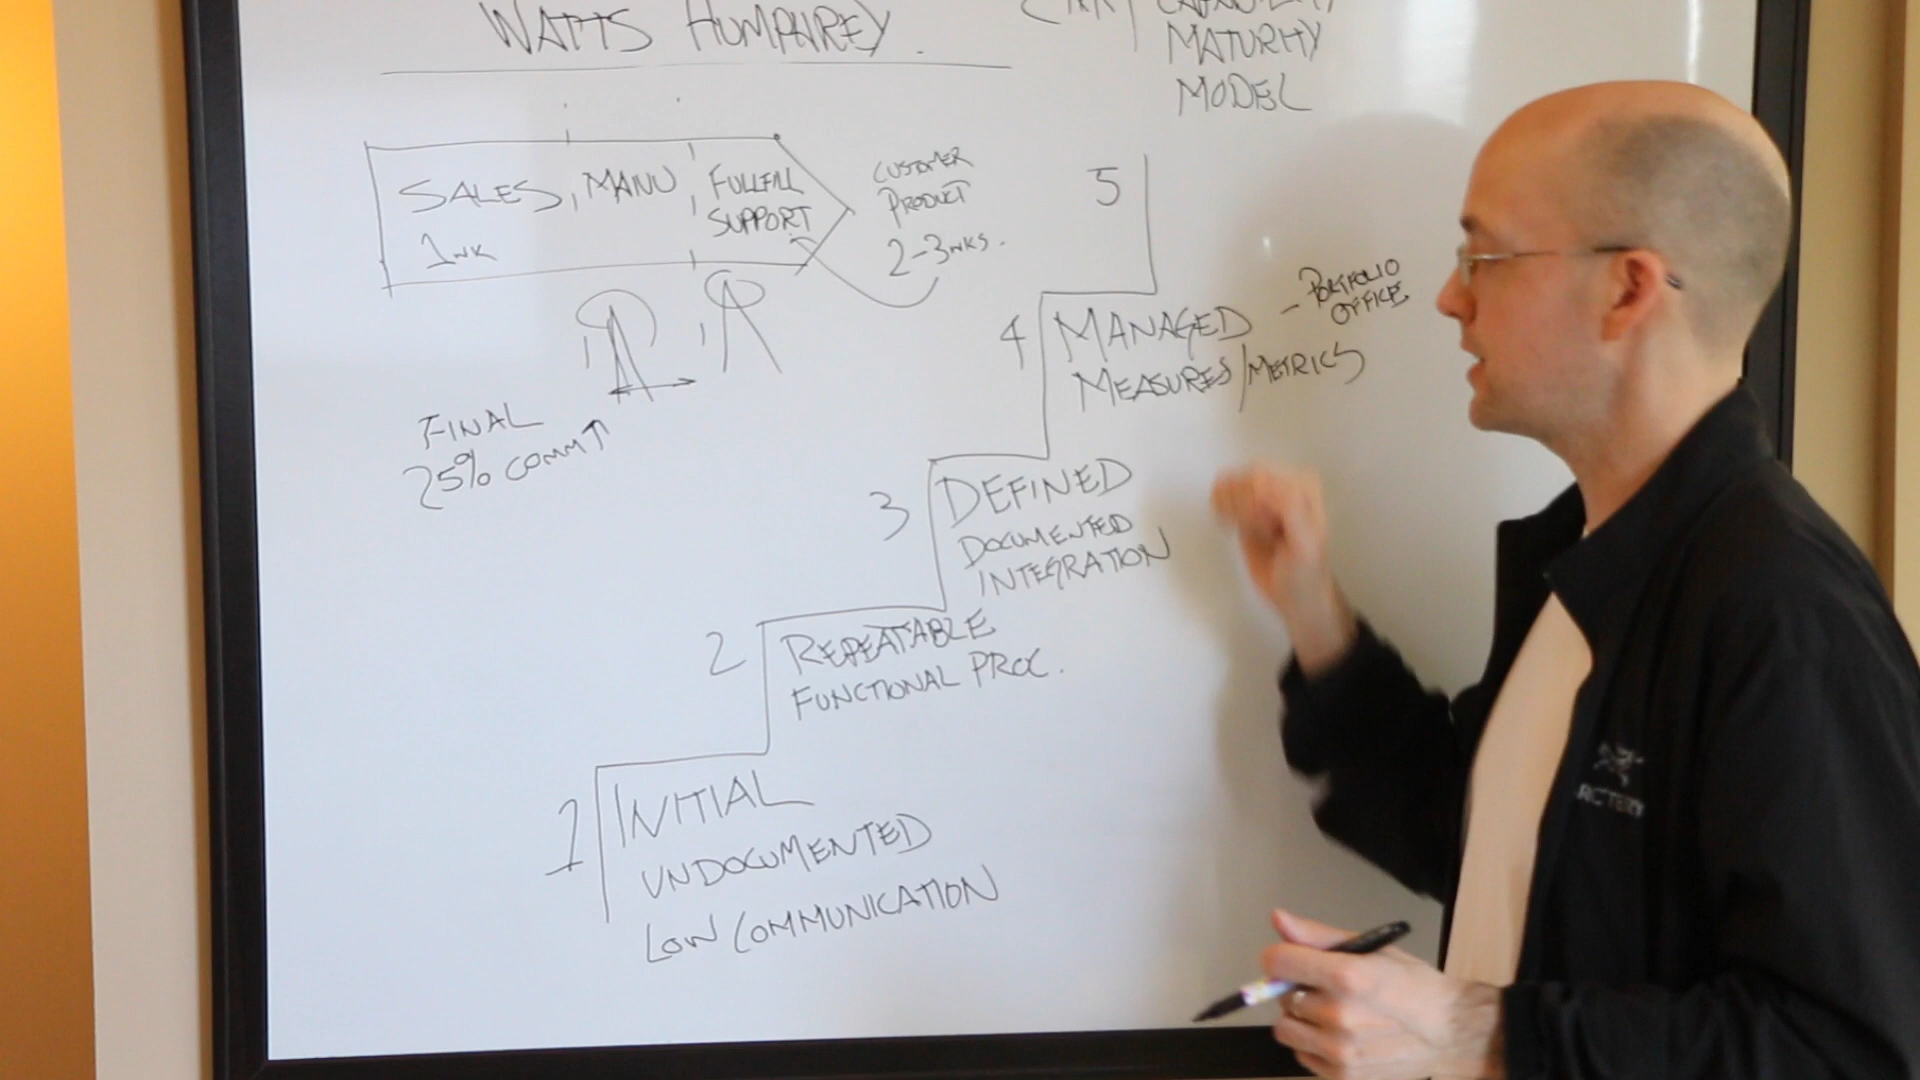 WATTS HUMPHREY.
MATURITY
MODEL
SALES, MANU, FULLFILL
SUPPORT
1WK
CUSTOMER
PRODUCT
2-3WKS.
FINAL
25% COMM
5
4 MANAGED - PORTFOLIO
OFFICE
MEASURES/METRICS
3 DEFINED
DOCUMENTED
INTEGRATION
2 REPEATABLE
FUNCTIONAL PROC.
1 INITIAL
UNDOCUMENTED
LOW COMMUNICATION